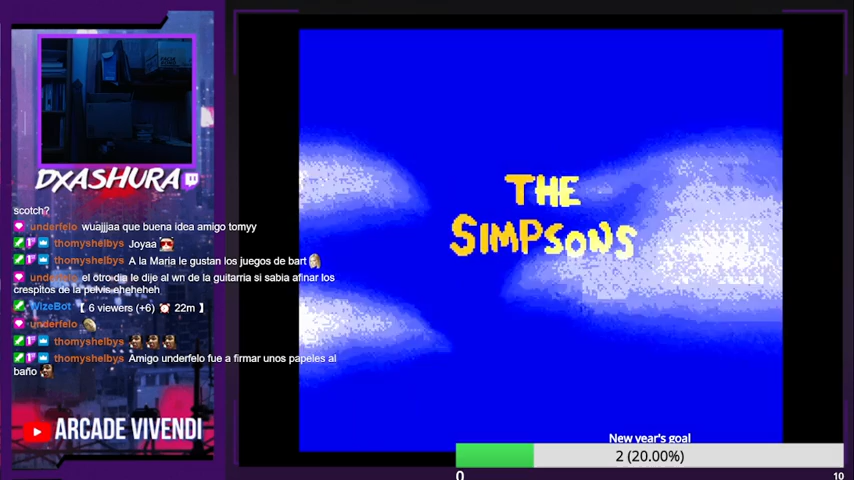 DXASHURA
scotch?
underfelo wuajjjaa que buena idea amigo tomyy
thomyshelbys Joyaa
thomyshelbys A la Maria le gustan los juegos de bart
underfelo el otro die le dije al wn de la guitarria si sabia afinar los
crespitos de la pelvis eheheheh
WizeBot 【 6 viewers (+6) ⏰ 22m 】
underfelo
thomyshelbys
thomyshelbys Amigo underfelo fue a firmar unos papeles al
baño
ARCADE VIVENDI
THE
SIMPSONS
New year's goal
2 (20.00%)
0 10